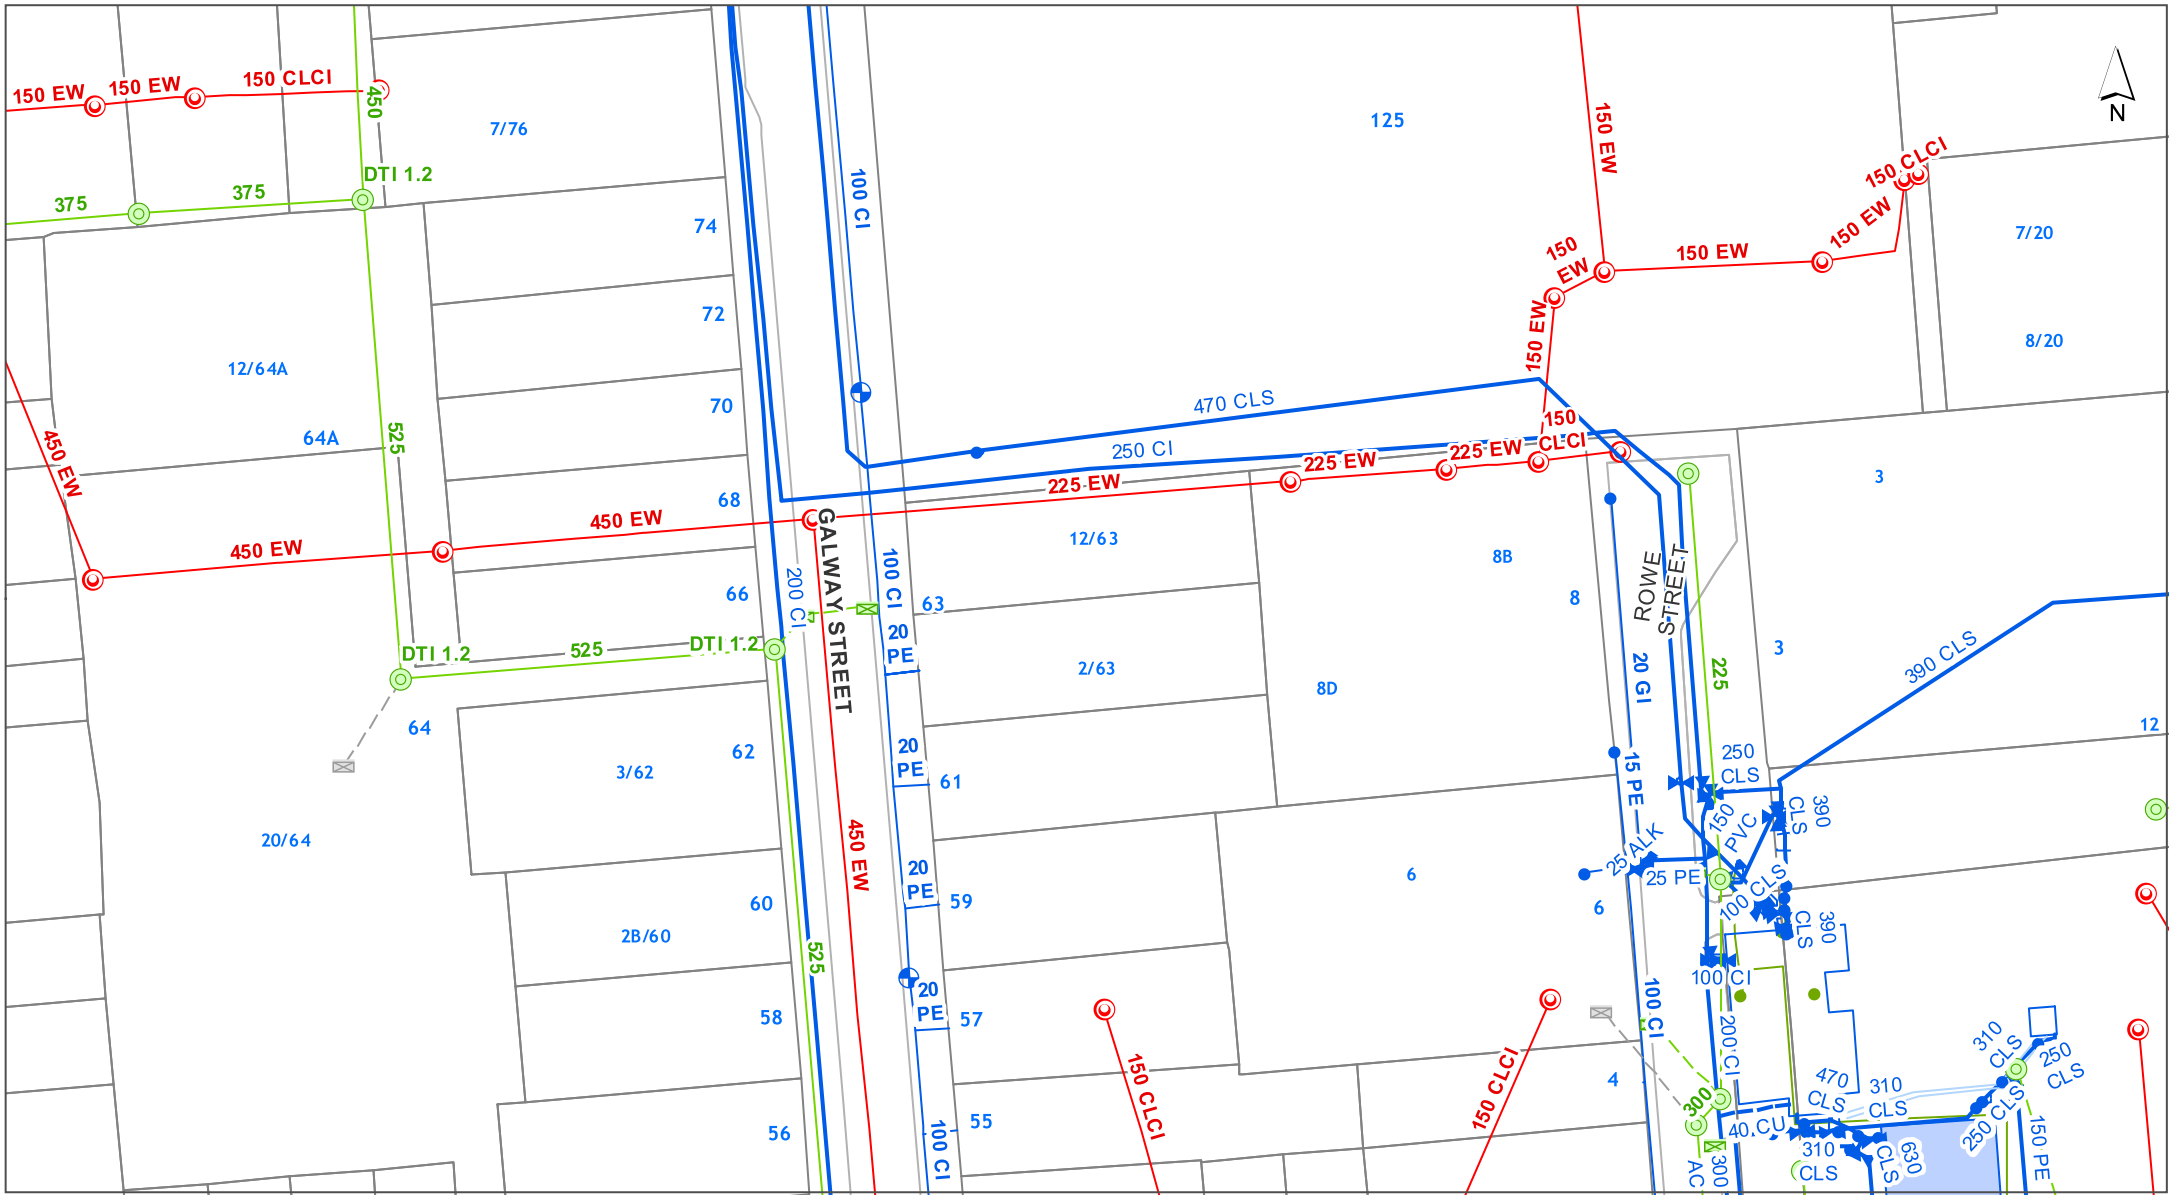 150 EW
150 EW
150 CLCI
450
7/76
125
150 EW
N
150 CLCI
DTI 1.2
375
375
74
100 CI
150 EW
150 EW
150
EW
7/20
72
150 EW
8/20
12/64A
70
470 CLS
64A
525
250 CI
150
CLCI
225 EW
225 EW
225 EW
450 EW
68
3
450 EW
450 EW
GALWAY STREET
12/63
8B
ROWE
STREET
66
200 CI
100 CI
63
8
20
PE
DTI 1.2
525
DTI 1.2
2/63
20 GI
225
3
390 CLS
8D
64
62
20
PE
61
12
3/62
15 PE
250
CLS
390
CLS
20/64
450 EW
150
PVC
25 ALK
25 PE
6
60
20
PE
59
6
100 CLS
390
CLS
2B/60
525
100 CI
20
PE
57
58
100 CI
200 CI
310
CLS
250
CLS
150 CLCI
150 CLCI
4
300
470
CLS
310
CLS
250 CLS
56
100 CI
55
40 CU
310
CLS
630
CLS
150 PE
AC
300